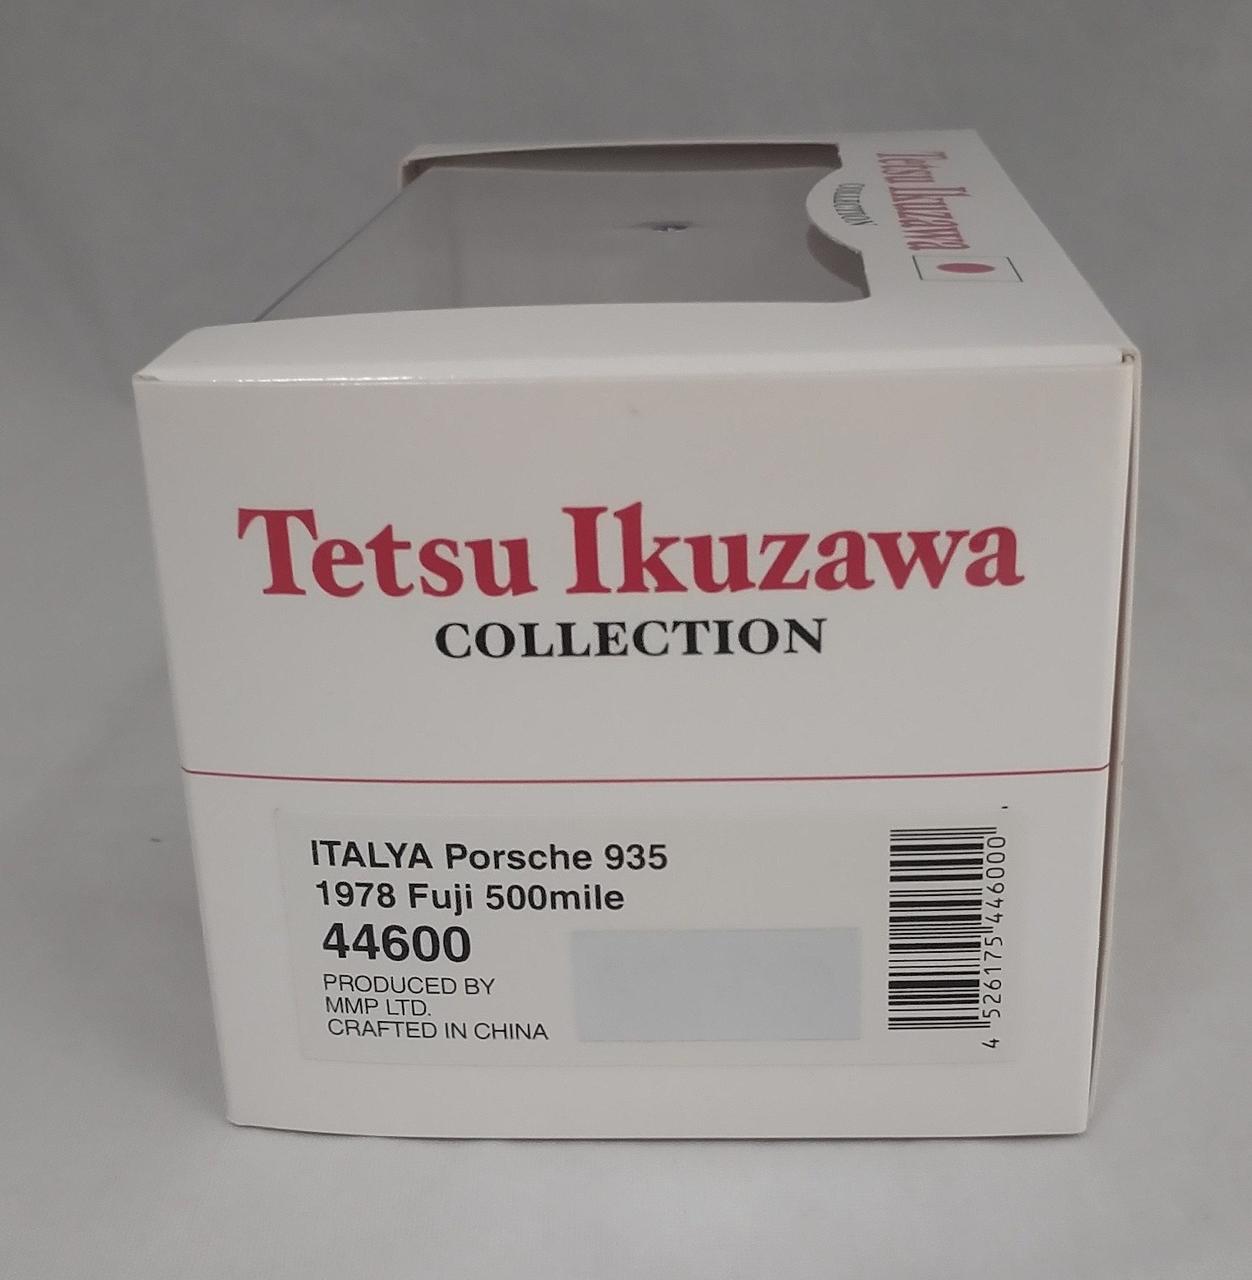 Tetsu Ikuzawa
COLLECTION
Tetsu Ikuzawa
COLLECTION
ITALYA Porsche 935
1978 Fuji 500mile
44600
PRODUCED BY
MMP LTD.
CRAFTED IN CHINA
4 526175 446000